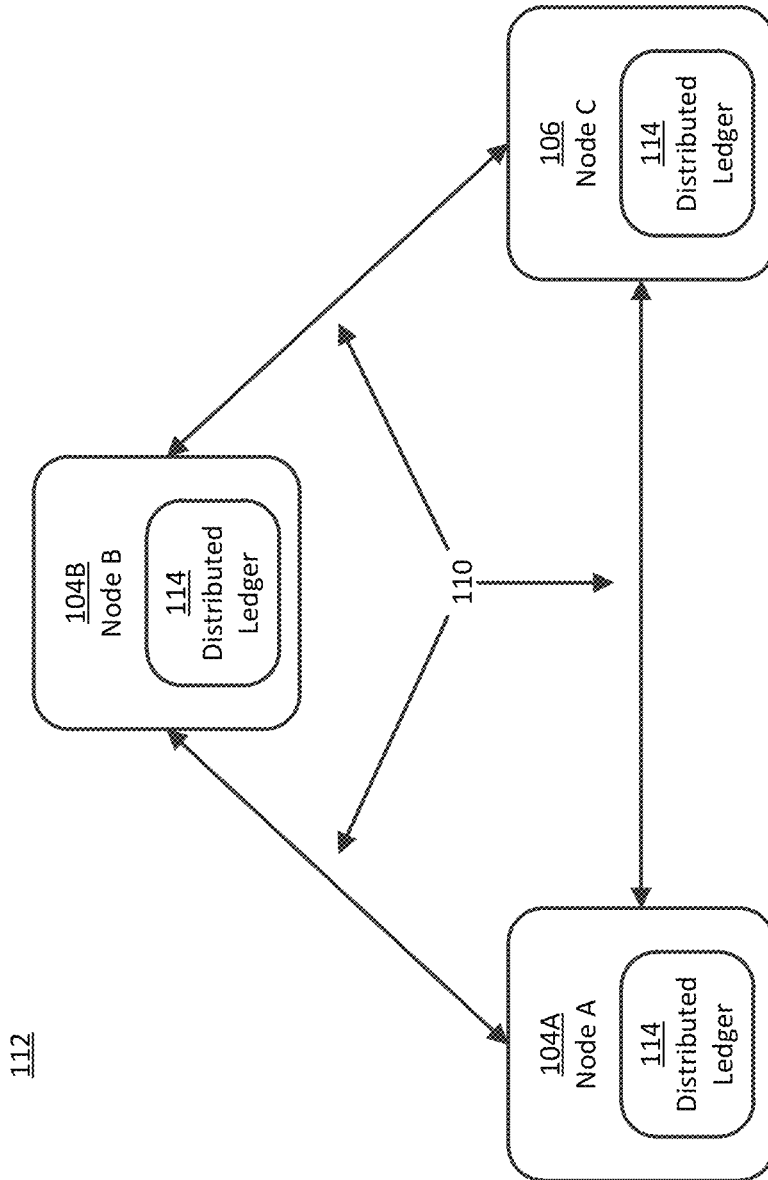 112
104B
Node B
114
Distributed
Ledger
110
104A
Node A
114
Distributed
Ledger
106
Node C
114
Distributed
Ledger